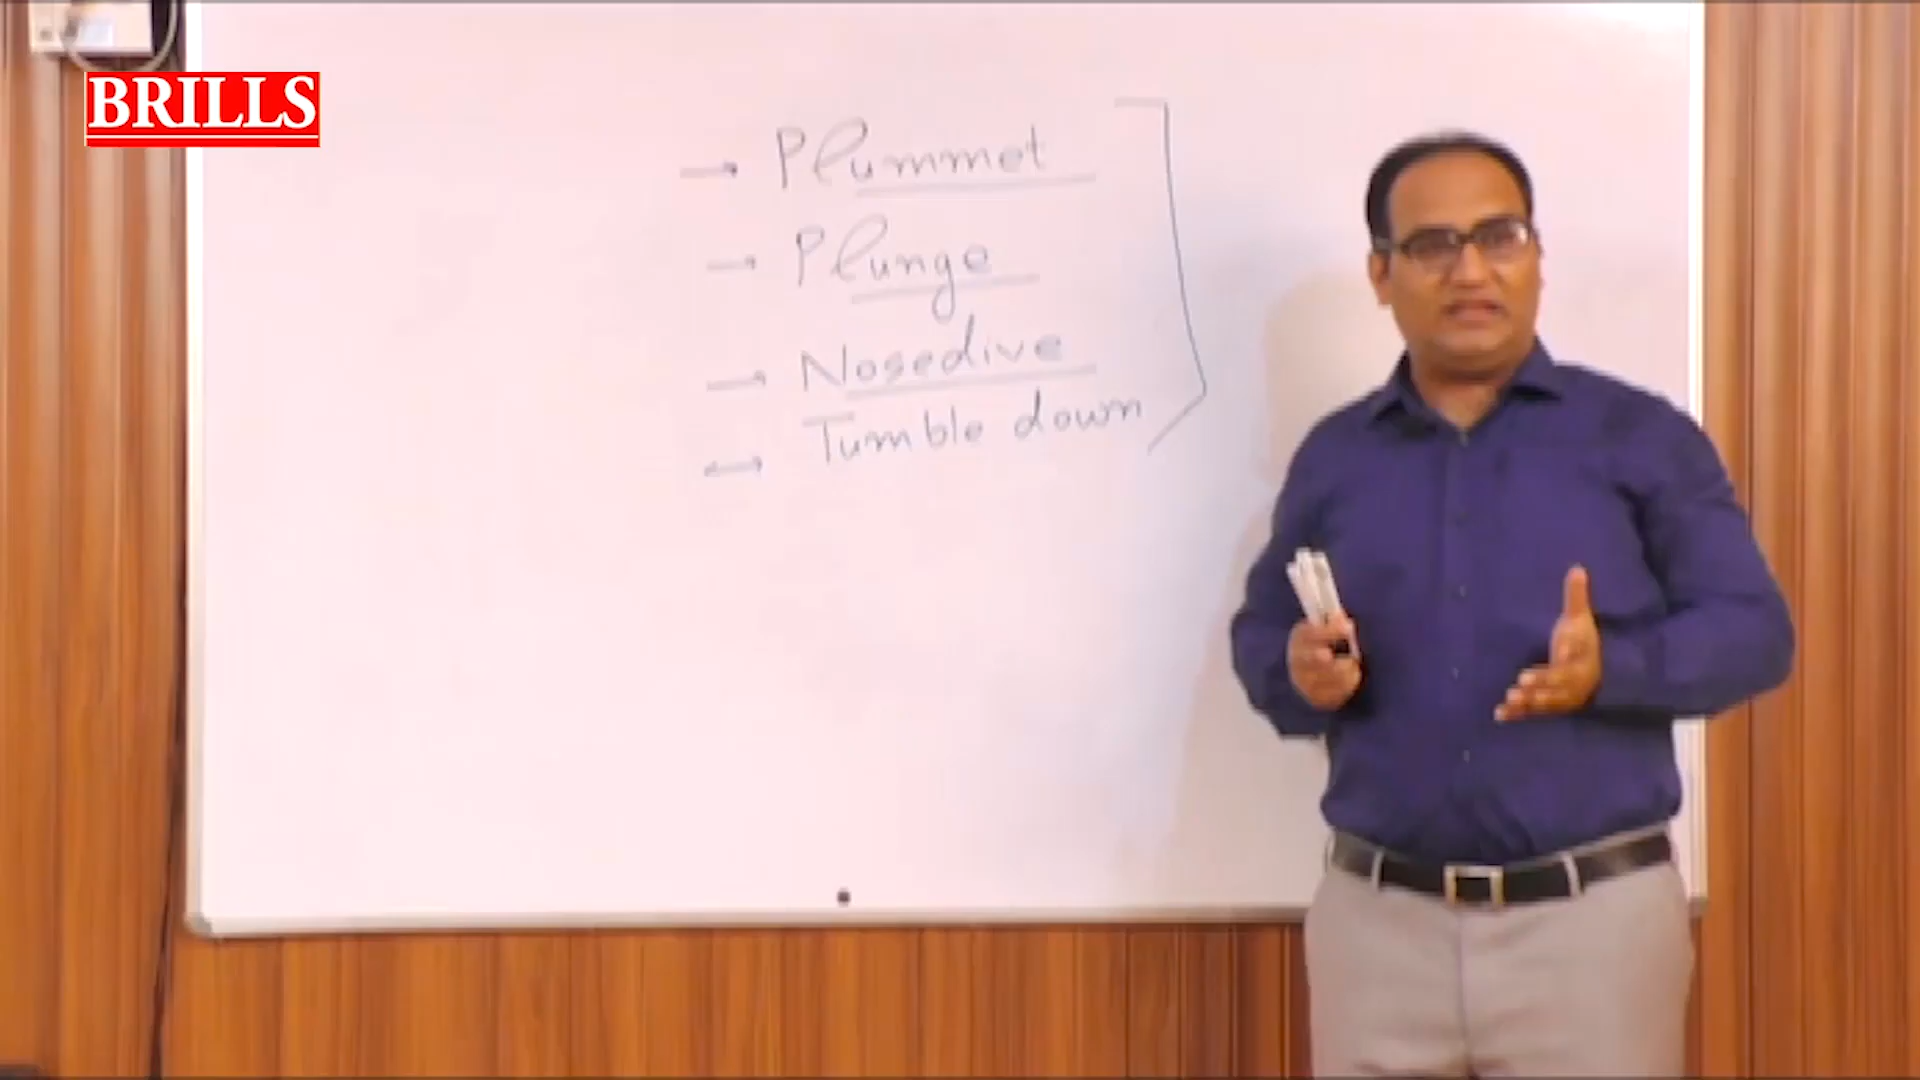 BRILLS
→ Plummet
→ Plunge
→ Nosedive
→ Tumble down